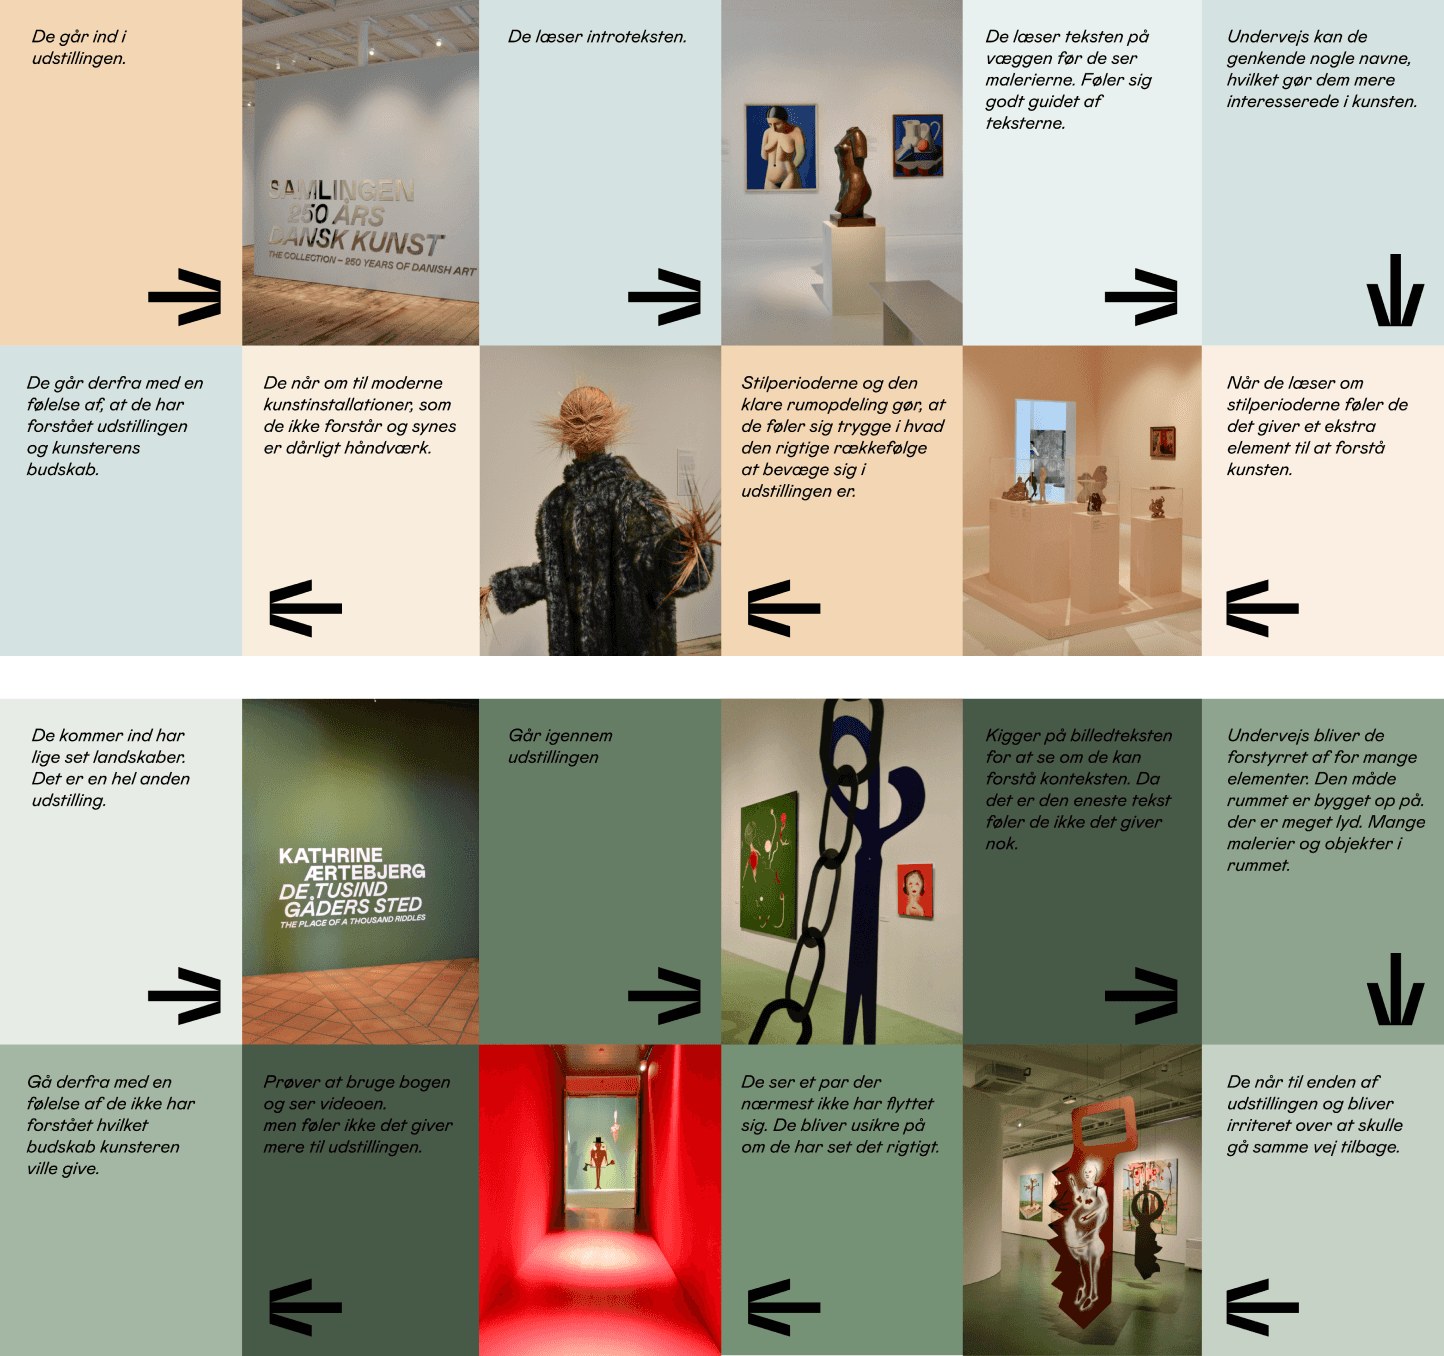 De går ind i
udstillingen.
SAMLINGEN
250 ÅRS
DANSK KUNST
THE COLLECTION – 250 YEARS OF DANISH ART
De læser introteksten.
De læser teksten på
væggen før de ser
malerierne. Føler sig
godt guidet af
teksterne.
Undervejs kan de
genkende nogle navne,
hvilket gør dem mere
interesserede i kunsten.
Når de læser om
stilperioderne føler de
det giver et ekstra
element til at forstå
kunsten.
Stilperioderne og den
klare rumopdeling gør, at
de føler sig trygge i hvad
den rigtige rækkefølge
at bevæge sig i
udstillingen er.
De når om til moderne
kunstinstallationer, som
de ikke forstår og synes
er dårligt håndværk.
De går derfra med en
følelse af, at de har
forstået udstillingen
og kunsterens
budskab.
De kommer ind har
lige set landskaber.
Det er en hel anden
udstilling.
KATHRINE
ÆRTEBJERG
DE TUSIND
GÅDERS STED
THE PLACE OF A THOUSAND RIDDLES
Går igennem
udstillingen
Kigger på billedteksten
for at se om de kan
forstå konteksten. Da
det er den eneste tekst
føler de ikke det giver
nok.
Undervejs bliver de
forstyrret af for mange
elementer. Den måde
rummet er bygget op på.
der er meget lyd. Mange
malerier og objekter i
rummet.
De når til enden af
udstillingen og bliver
irriteret over at skulle
gå samme vej tilbage.
De ser et par der
nærmest ikke har flyttet
sig. De bliver usikre på
om de har set det rigtigt.
Prøver at bruge bogen
og ser videoen.
men føler ikke det giver
mere til udstillingen.
Gå derfra med en
følelse af de ikke har
forstået hvilket
budskab kunsteren
ville give.